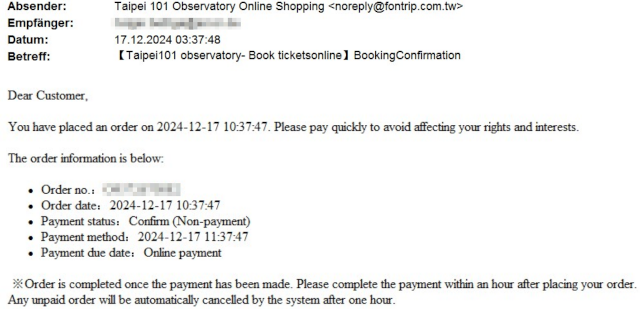 Absender: Taipei 101 Observatory Online Shopping <noreply@fontrip.com.tw>
Empfänger:
Datum: 17.12.2024 03:37:48
Betreff: 【Taipei101 observatory- Book ticketsonline】BookingConfirmation
Dear Customer,
You have placed an order on 2024-12-17 10:37:47. Please pay quickly to avoid affecting your rights and interests.
The order information is below:
• Order no.：
• Order date：2024-12-17 10:37:47
• Payment status：Confirm (Non-payment)
• Payment method：2024-12-17 11:37:47
• Payment due date：Online payment
※Order is completed once the payment has been made. Please complete the payment within an hour after placing your order.
Any unpaid order will be automatically cancelled by the system after one hour.